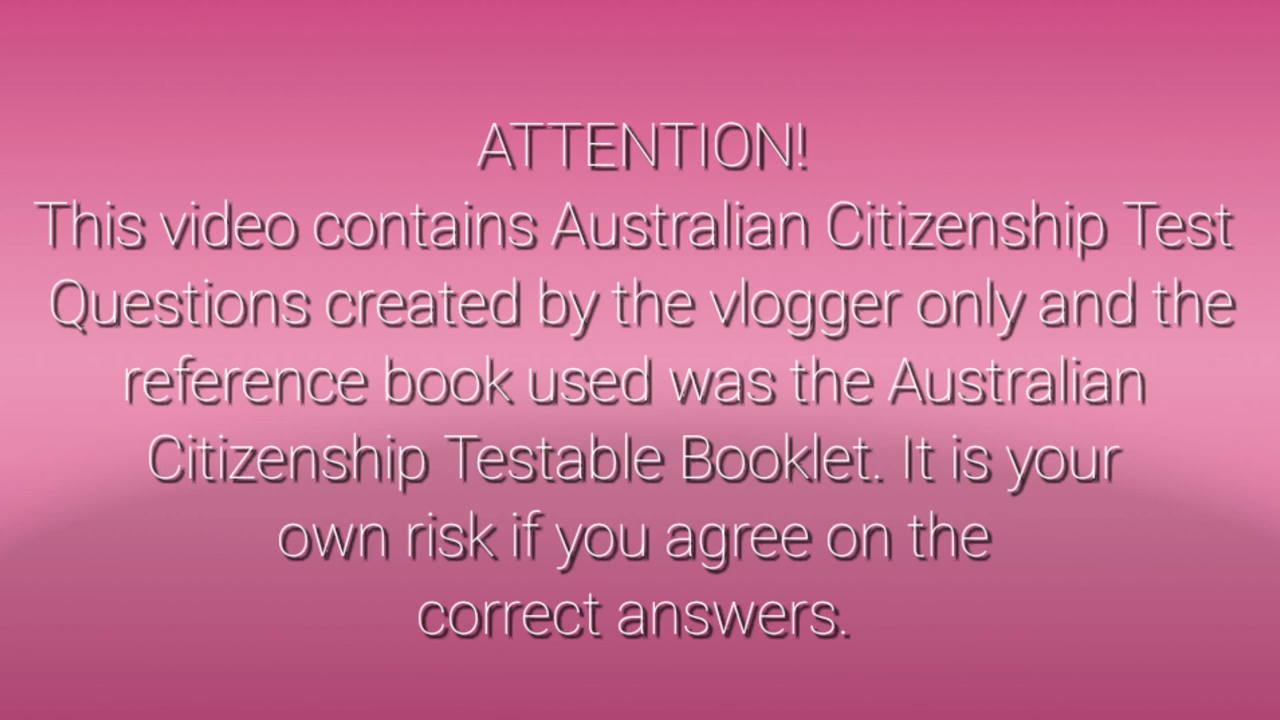 ATTENTION!
This video contains Australian Citizenship Test
Questions created by the vlogger only and the
reference book used was the Australian
Citizenship Testable Booklet. It is your
own risk if you agree on the
correct answers.